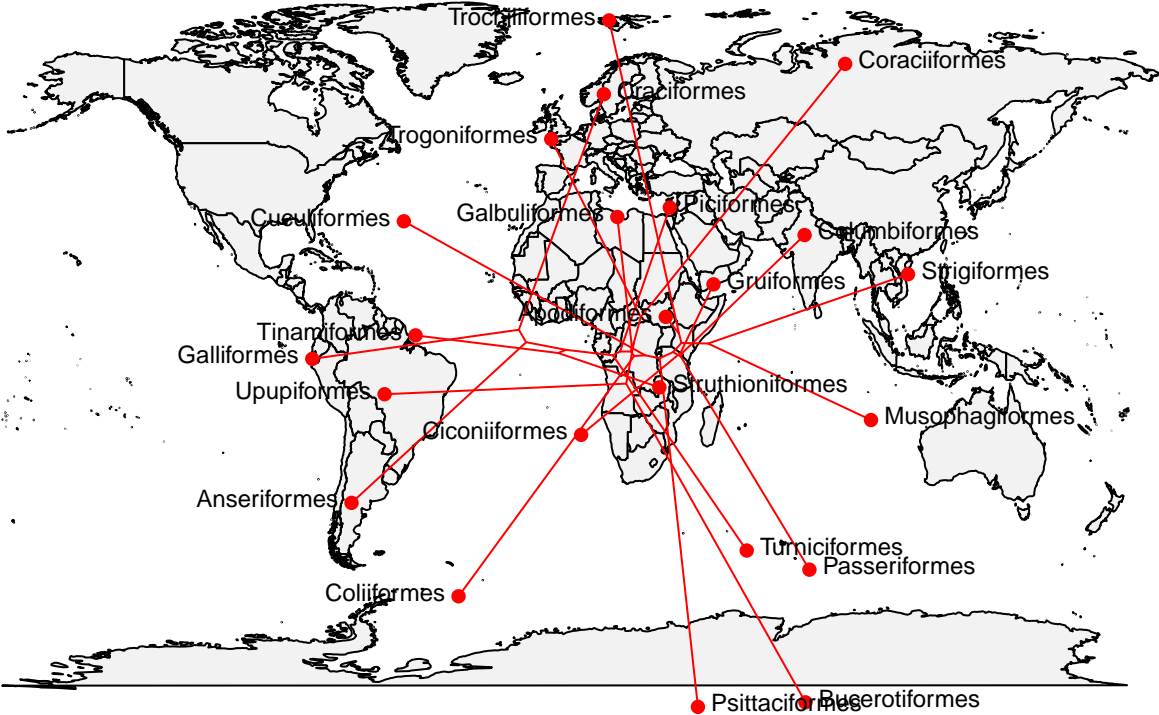 Trochiliformes
Coraciiformes
Craciformes
Trogoniformes
Cuculiformes
Galbuliformes
Piciformes
Columbiformes
Strigiformes
Gruiformes
Apodiformes
Tinamiformes
Galliformes
Upupiformes
Struthioniformes
Musophagiformes
Ciconiiformes
Anseriformes
Turniciformes
Passeriformes
Coliiformes
Psittaciformes
Bucerotiformes